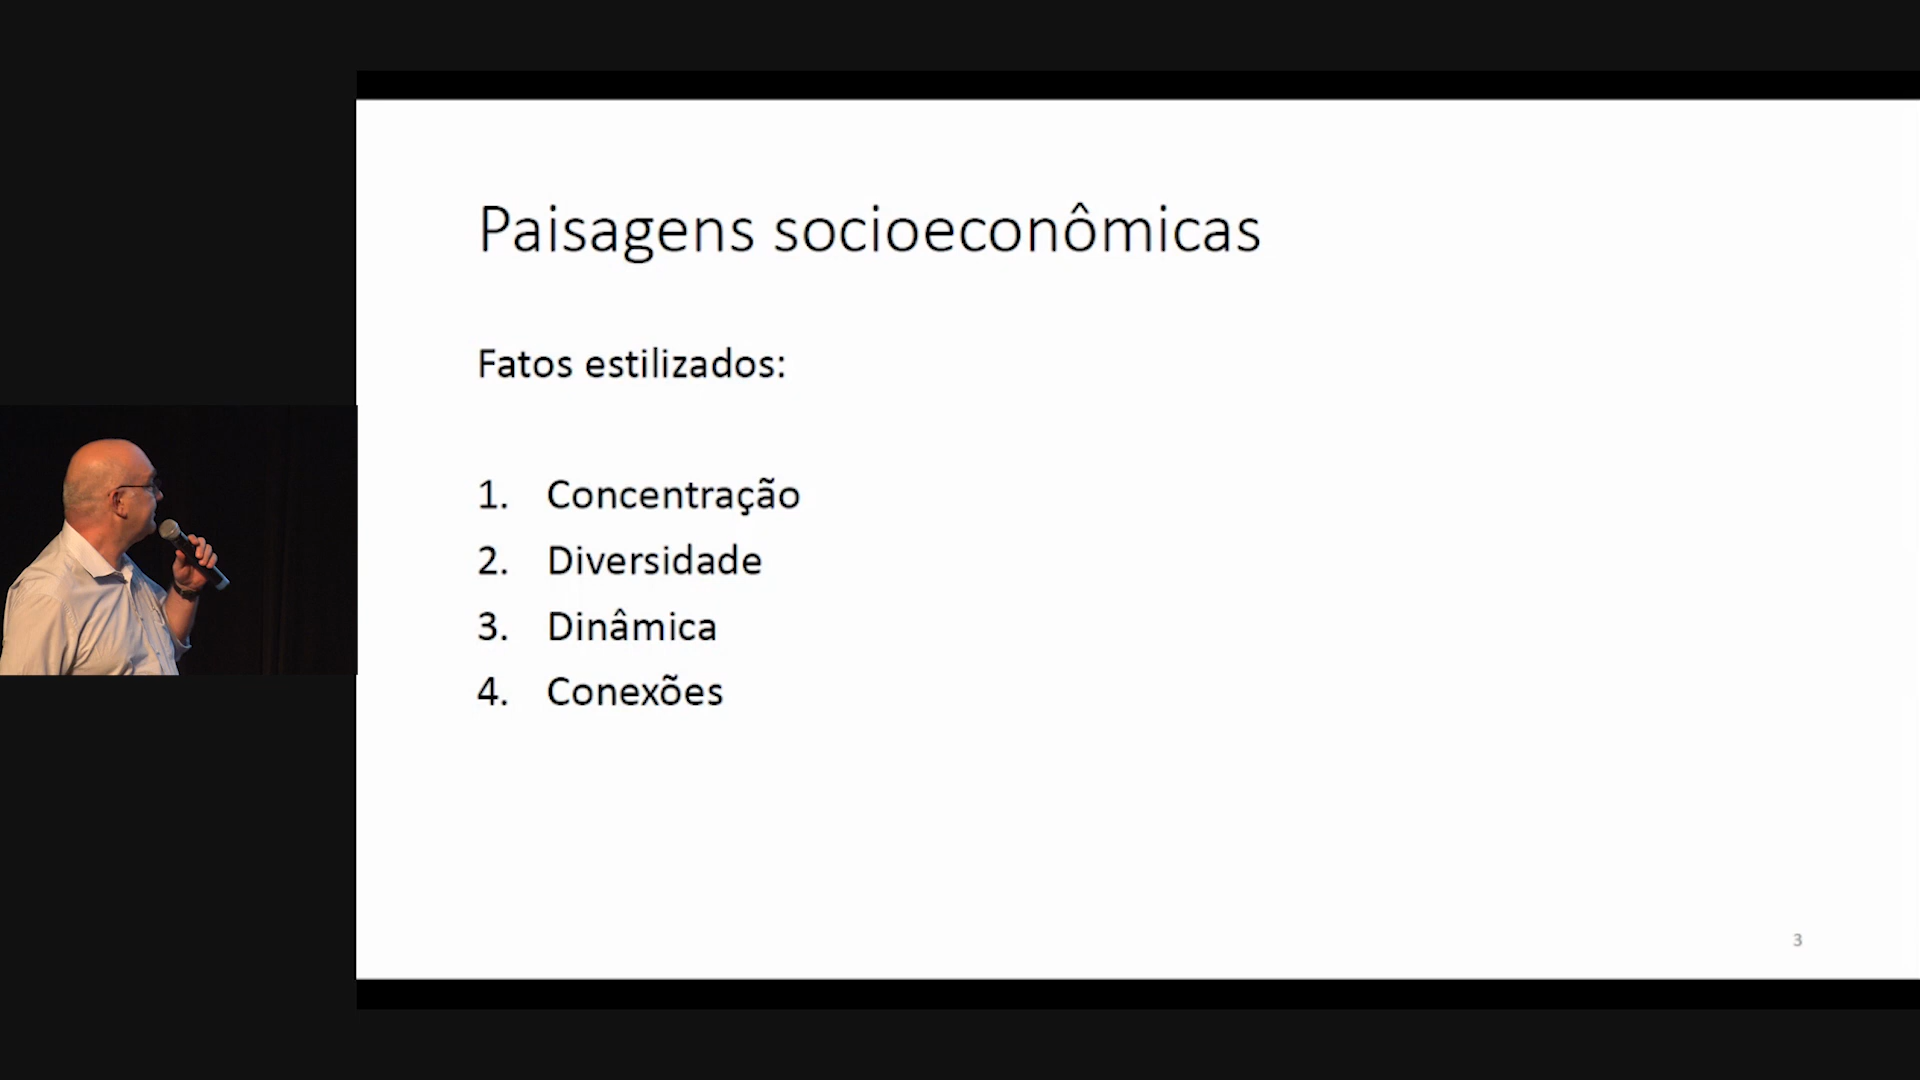 Paisagens socioeconômicas
Fatos estilizados:
1. Concentração
2. Diversidade
3. Dinâmica
4. Conexões
3